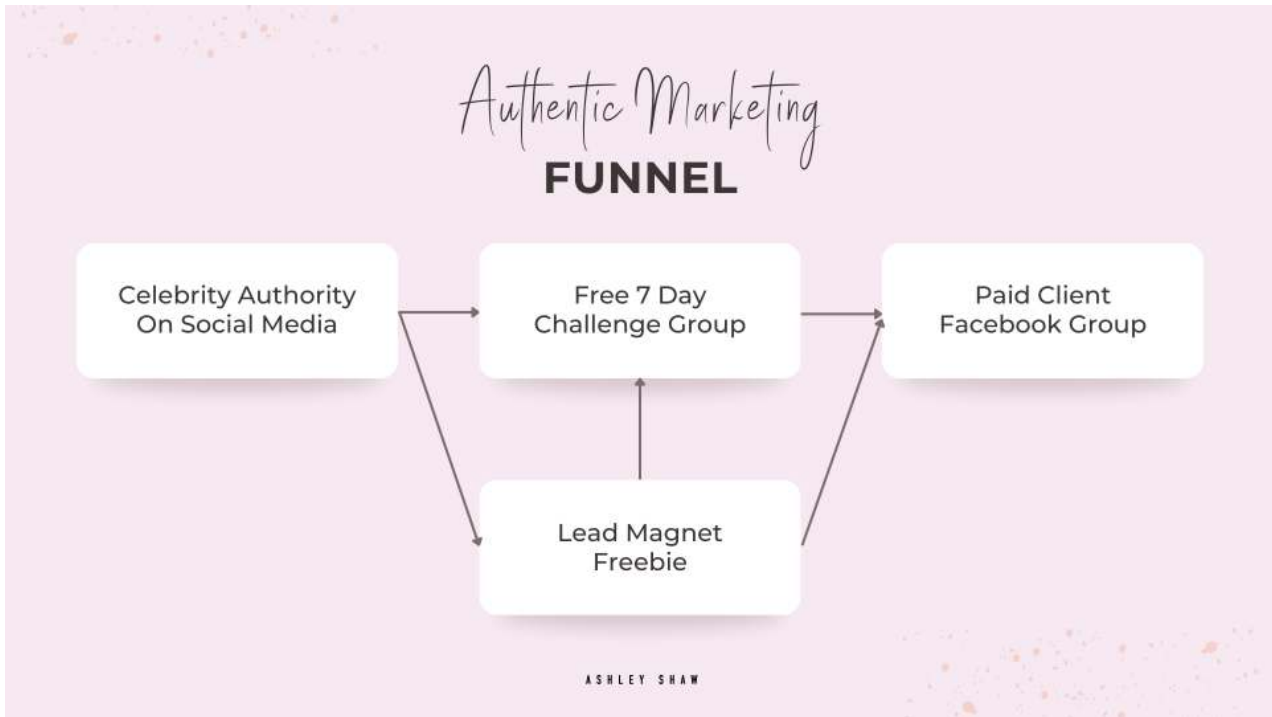 Authentic Marketing
FUNNEL
Celebrity Authority
On Social Media
Free 7 Day
Challenge Group
Paid Client
Facebook Group
Lead Magnet
Freebie
ASHLEY SHAW